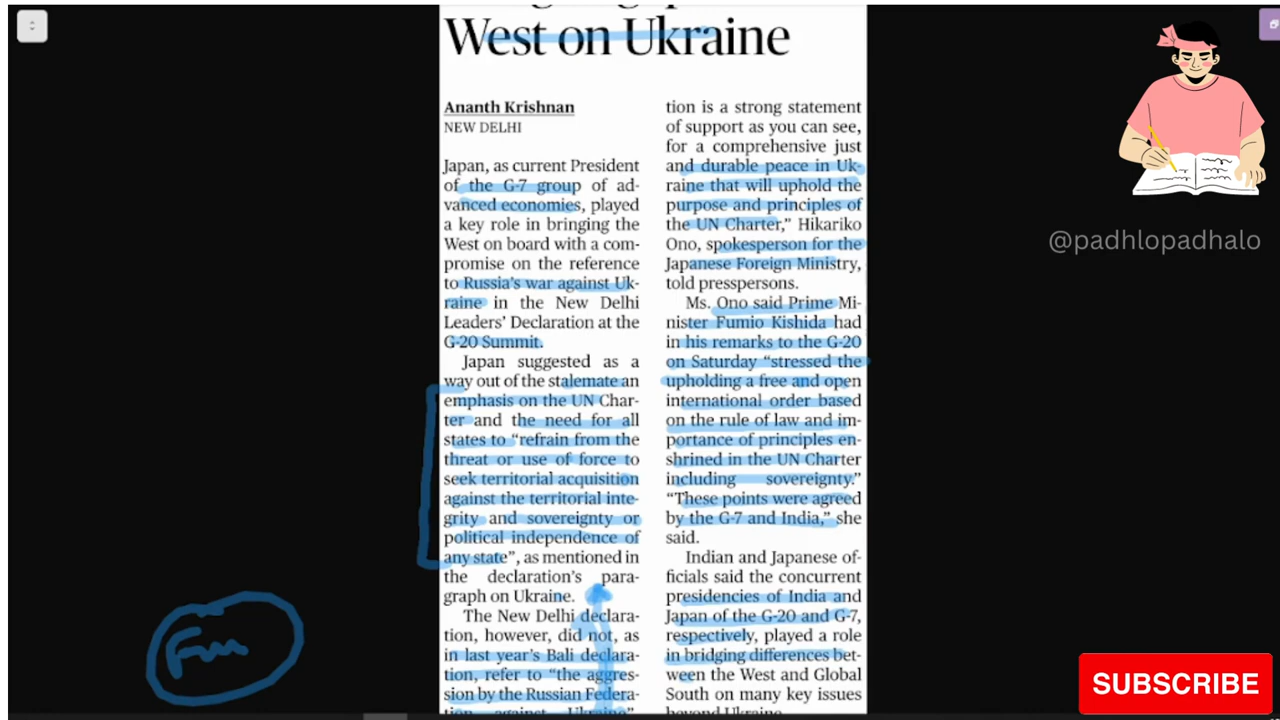 West on Ukraine
Ananth Krishnan
NEW DELHI
Japan, as current President
of the G-7 group of ad-
vanced economies, played
a key role in bringing the
West on board with a com-
promise on the reference
to Russia's war against Uk-
raine in the New Delhi
Leaders' Declaration at the
G-20 Summit.
Japan suggested as a
way out of the stalemate an
emphasis on the UN Char-
ter and the need for all
states to “refrain from the
threat or use of force to
seek territorial acquisition
against the territorial inte-
grity and sovereignty or
political independence of
any state”, as mentioned in
the declaration's para-
graph on Ukraine.
The New Delhi declara-
tion, however, did not, as
in last year's Bali declara-
tion, refer to “the aggres-
sion by the Russian Federa-
tion against Ukraine”
tion is a strong statement
of support as you can see,
for a comprehensive just
and durable peace in Uk-
raine that will uphold the
purpose and principles of
the UN Charter,” Hikariko
Ono, spokesperson for the
Japanese Foreign Ministry,
told presspersons.
Ms. Ono said Prime Mi-
nister Fumio Kishida had
in his remarks to the G-20
on Saturday “stressed the
upholding a free and open
international order based
on the rule of law and im-
portance of principles en-
shrined in the UN Charter
including sovereignty.”
“These points were agreed
by the G-7 and India,” she
said.
Indian and Japanese of-
ficials said the concurrent
presidencies of India and
Japan of the G-20 and G-7,
respectively, played a role
in bridging differences bet-
ween the West and Global
South on many key issues
beyond Ukraine
@padhlopadhalo
SUBSCRIBE